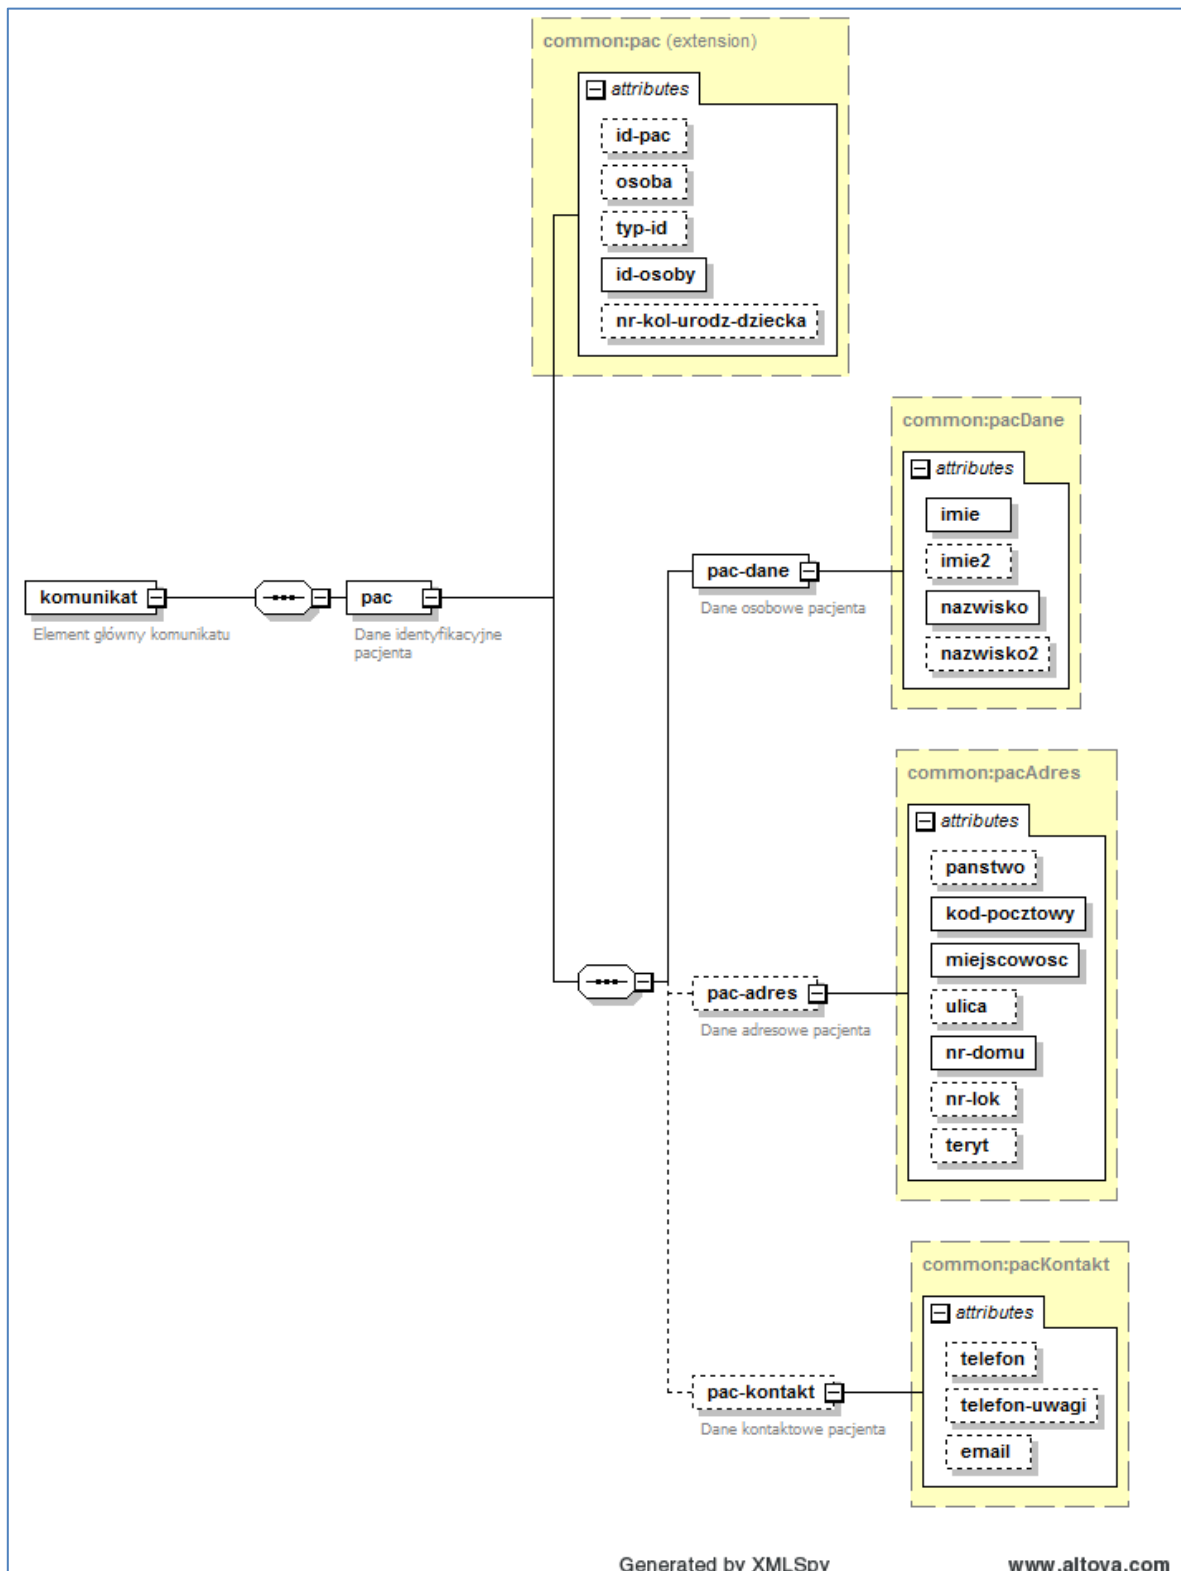 common:pac (extension)
attributes
id-pac
osoba
typ-id
id-osoby
nr-kol-urodz-dziecka
komunikat
Element główny komunikatu
pac
Dane identyfikacyjne
pacjenta
pac-dane
Dane osobowe pacjenta
common:pacDane
attributes
imie
imie2
nazwisko
nazwisko2
pac-adres
Dane adresowe pacjenta
common:pacAdres
attributes
panstwo
kod-pocztowy
miejscowosc
ulica
nr-domu
nr-lok
teryt
pac-kontakt
Dane kontaktowe pacjenta
common:pacKontakt
attributes
telefon
telefon-uwagi
email
Generated by XMLSpy
www.altova.com